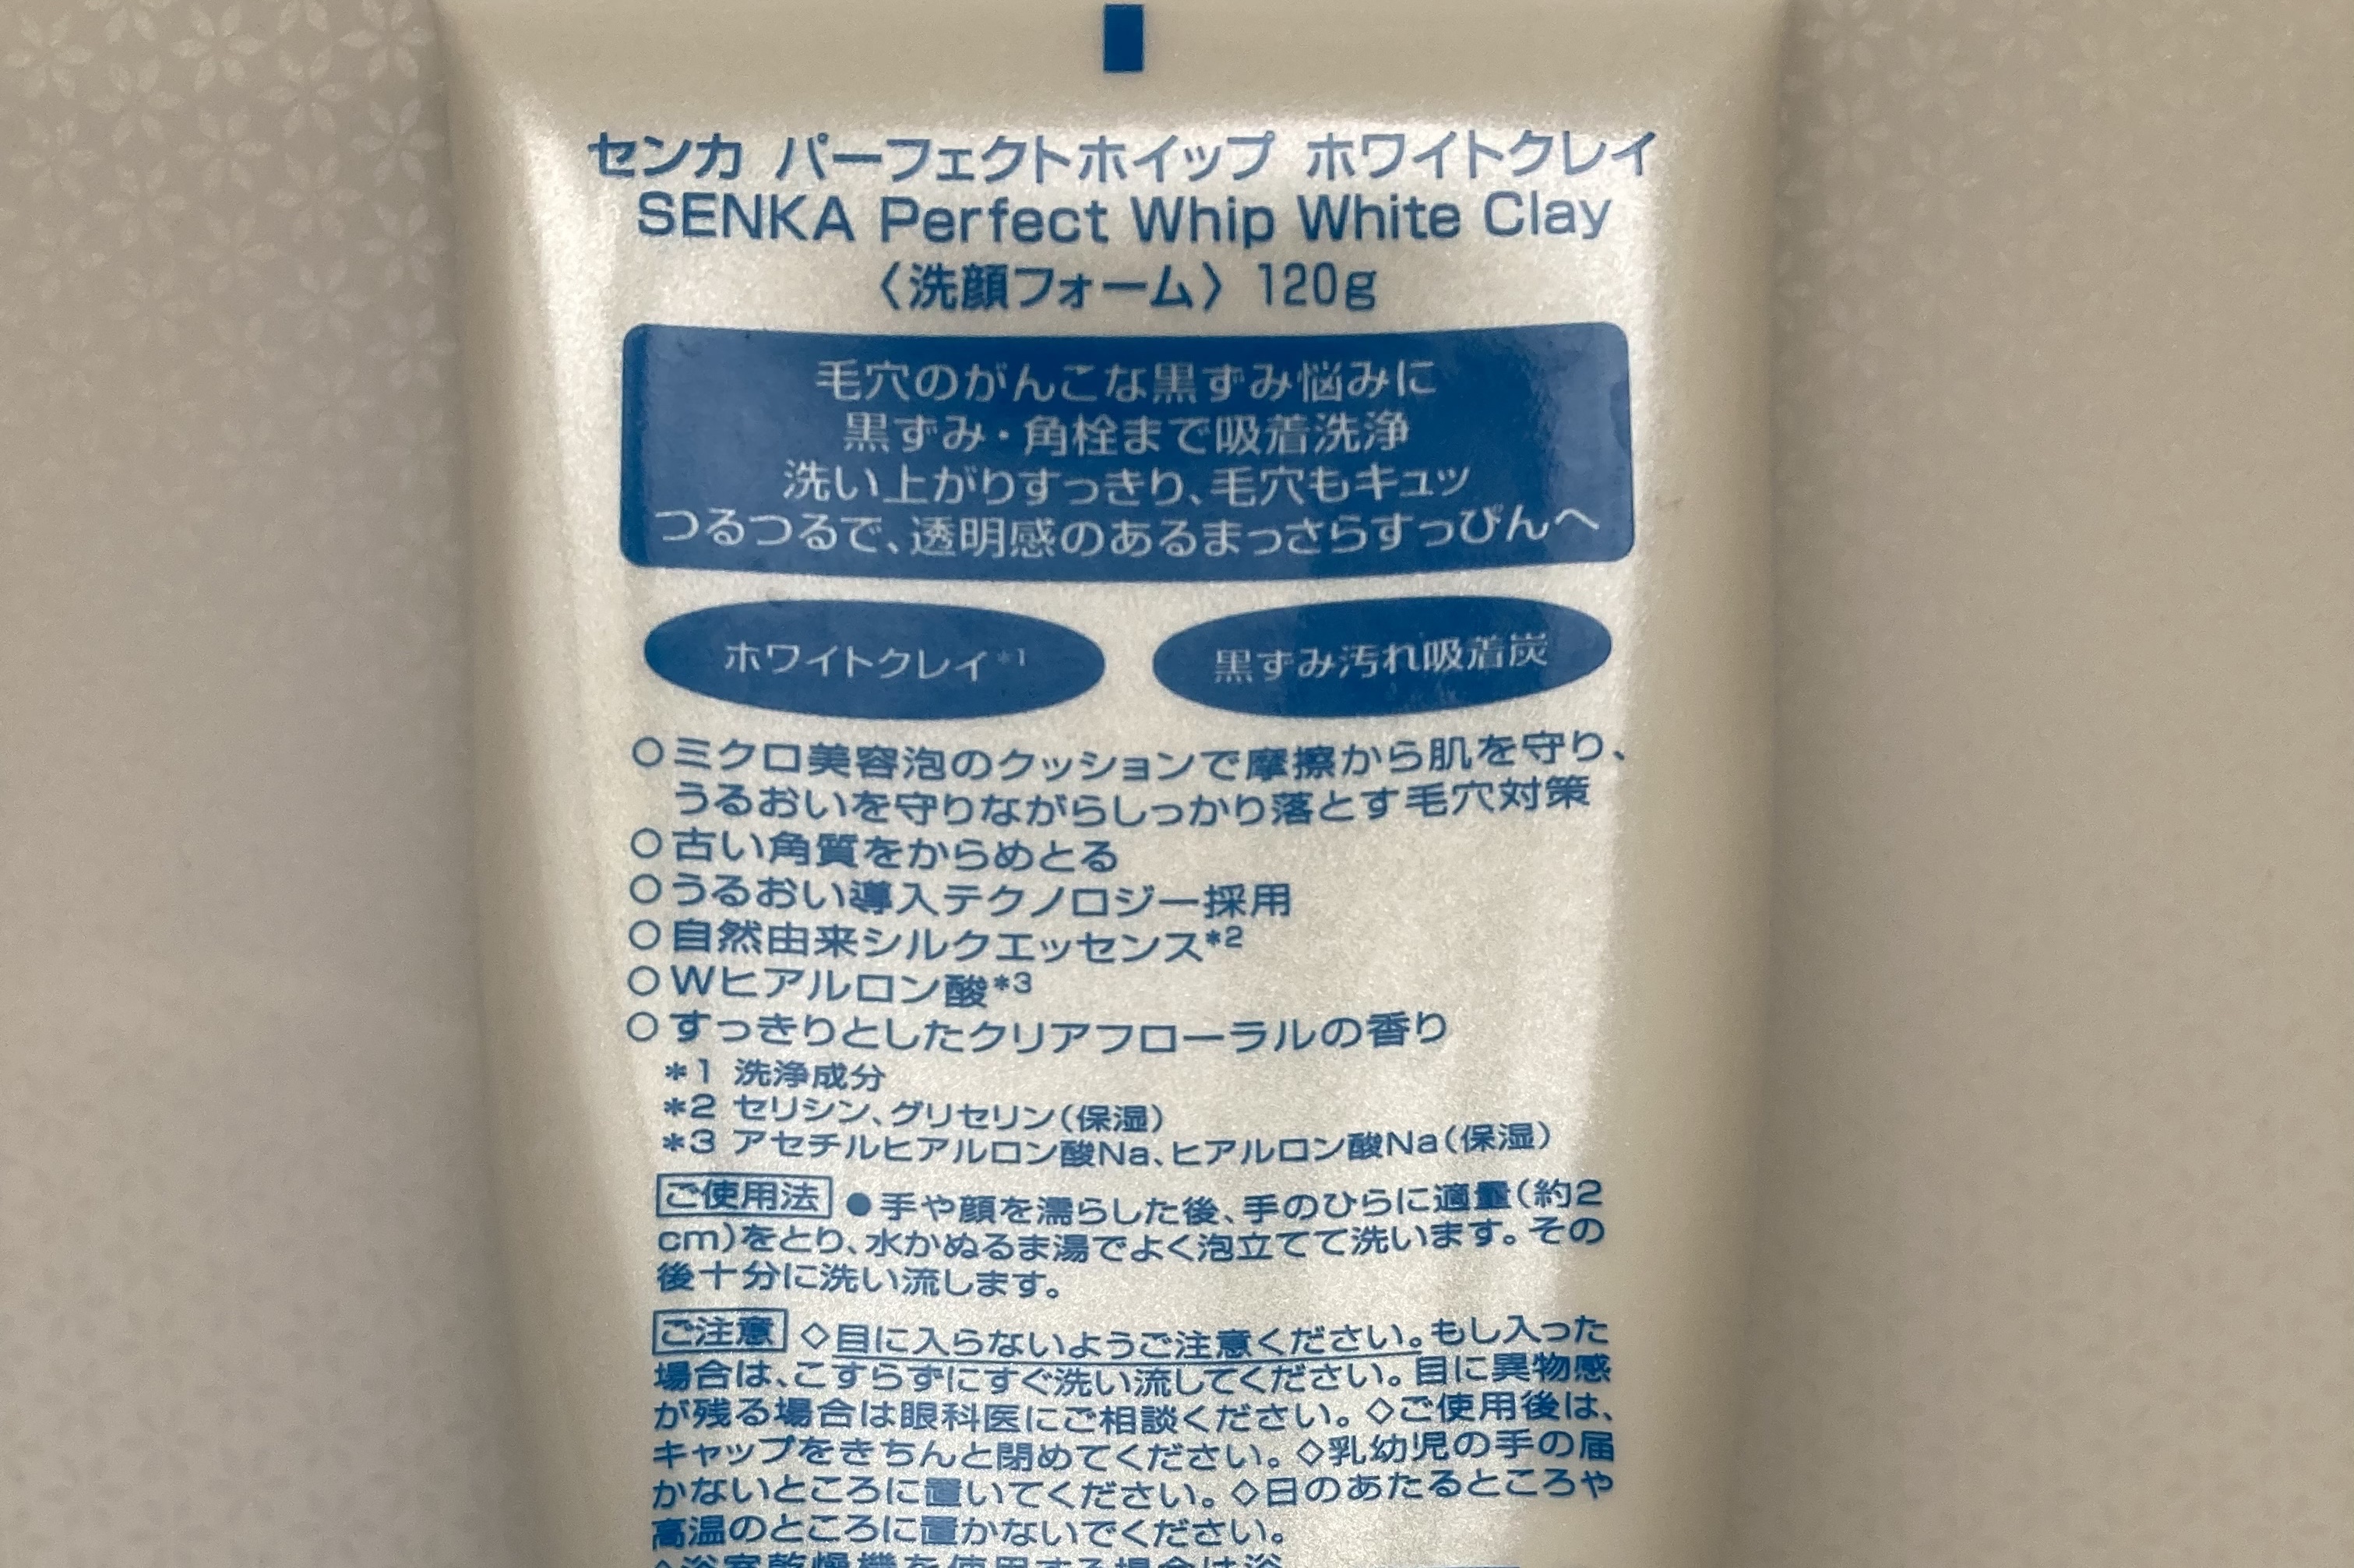 センカ パーフェクトホイップ ホワイトクレイ
SENKA Perfect Whip White Clay
〈洗顔フォーム〉120g
毛穴のがんこな黒ずみ悩みに
黒ずみ・角栓まで吸着洗浄
洗い上がりすっきり、毛穴もキュッ
つるつるで、透明感のあるまっさらすっぴんへ
ホワイトクレイ*1
黒ずみ汚れ吸着炭
○ミクロ美容泡のクッションで摩擦から肌を守り、
うるおいを守りながらしっかり落とす毛穴対策
○古い角質をからめとる
○うるおい導入テクノロジー採用
○自然由来シルクエッセンス*2
○Wヒアルロン酸*3
○すっきりとしたクリアフローラルの香り
*1 洗浄成分
*2 セリシン、グリセリン(保湿)
*3 アセチルヒアルロン酸Na、ヒアルロン酸Na(保湿)
ご使用法 ●手や顔を濡らした後、手のひらに適量(約2
cm)をとり、水かぬるま湯でよく泡立てて洗います。その
後十分に洗い流します。
ご注意 ◇目に入らないようご注意ください。もし入った
場合は、こすらずにすぐ洗い流してください。目に異物感
が残る場合は眼科医にご相談ください。◇ご使用後は、
キャップをきちんと閉めてください。◇乳幼児の手の届
かないところに置いてください。◇日のあたるところや
高温のところに置かないでください。
◇浴室乾燥機を使用する場合は浴